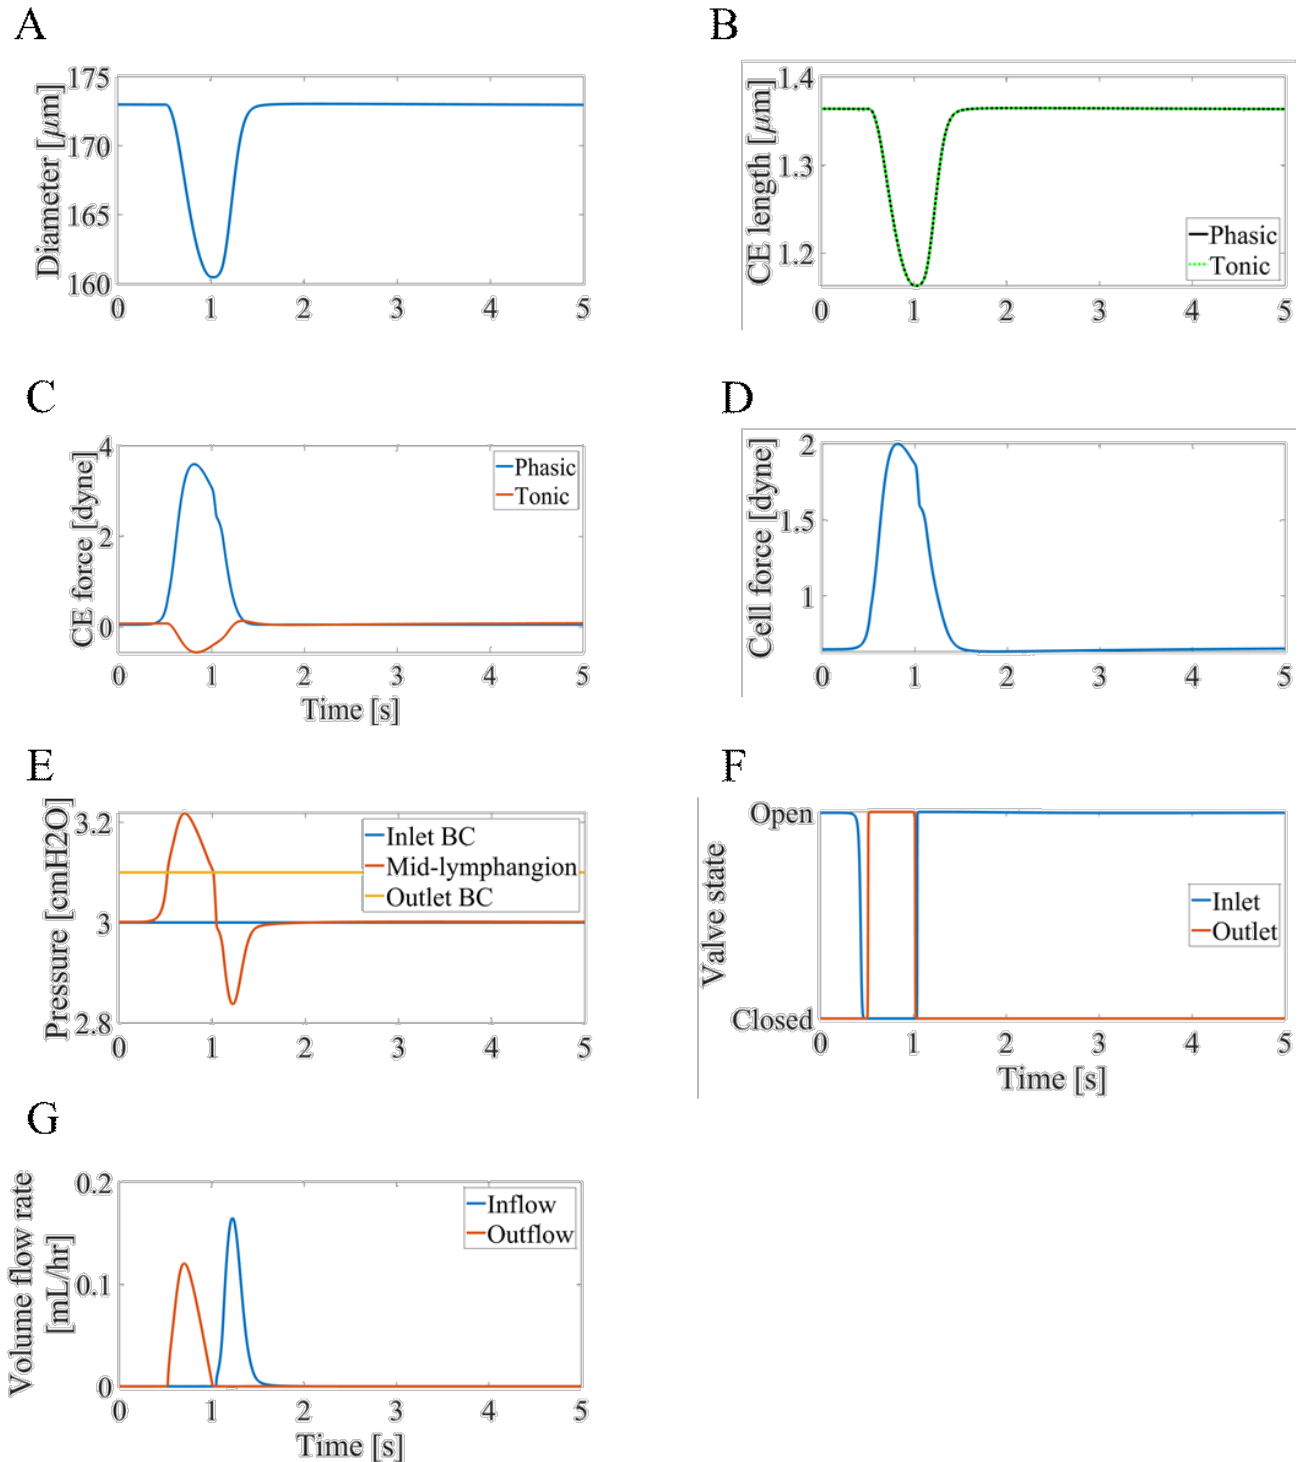 A
175
170
165
160
Diameter [μm]
0 1 2 3 4 5
B
1.4
1.3
1.2
CE length [μm]
Phasic
Tonic
0 1 2 3 4 5
C
4
2
0
CE force [dyne]
Phasic
Tonic
0 1 2 3 4 5
Time [s]
D
2
1.5
1
Cell force [dyne]
0 1 2 3 4 5
E
3.2
3
2.8
Pressure [cmH2O]
Inlet BC
Mid-lymphangion
Outlet BC
0 1 2 3 4 5
F
Open
Closed
Valve state
Inlet
Outlet
0 1 2 3 4 5
Time [s]
G
0.2
0.1
0
Volume flow rate
[mL/hr]
Inflow
Outflow
0 1 2 3 4 5
Time [s]